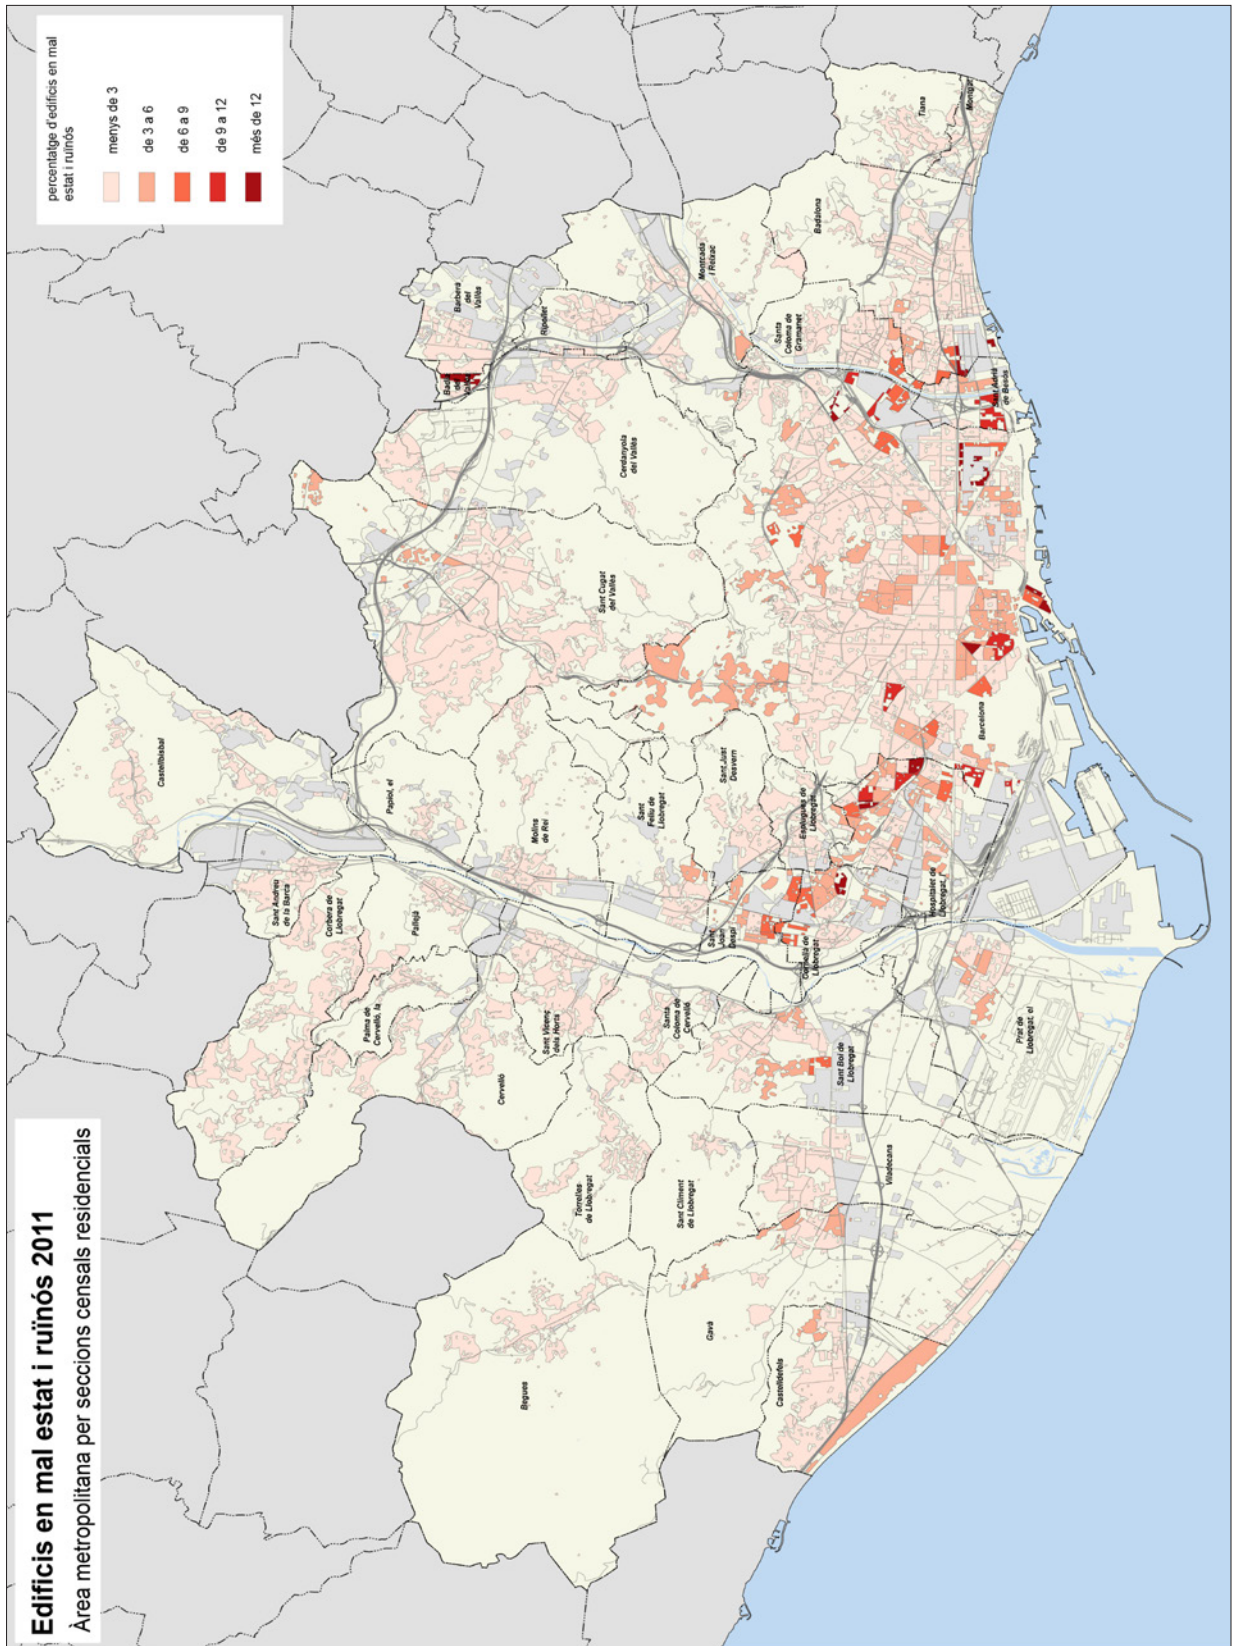 Edificis en mal estat i ruïnós 2011
Àrea metropolitana per seccions censals residencials
percentatge d'edificis en mal
estat i ruïnós
menys de 3
de 3 a 6
de 6 a 9
de 9 a 12
més de 12
Castellbisbal
Sant Andreu
de la Barca
Corbera de
Llobregat
Pallejà
Palma de
Cervelló, la
Papiol, el
Molins
de Rei
Sant Vicenç
dels Horts
Cervelló
Santa
Coloma de
Cervelló
Torrelles
de Llobregat
Sant Climent
de Llobregat
Begues
Gavà
Castelldefels
Viladecans
Sant Boi de
Llobregat
Prat de
Llobregat, el
Sant
Joan
Despí
Cornellà de
Llobregat
Hospitalet de
Llobregat, l'
Esplugues de
Llobregat
Sant Just
Desvern
Sant
Feliu de
Llobregat
Sant Cugat
del Vallès
Cerdanyola
del Vallès
Badia
del
Vallès
Barberà
del
Vallès
Ripollet
Montcada
i Reixac
Santa
Coloma de
Gramanet
Badalona
Tiana
Montgat
Sant Adrià
de Besòs
Barcelona